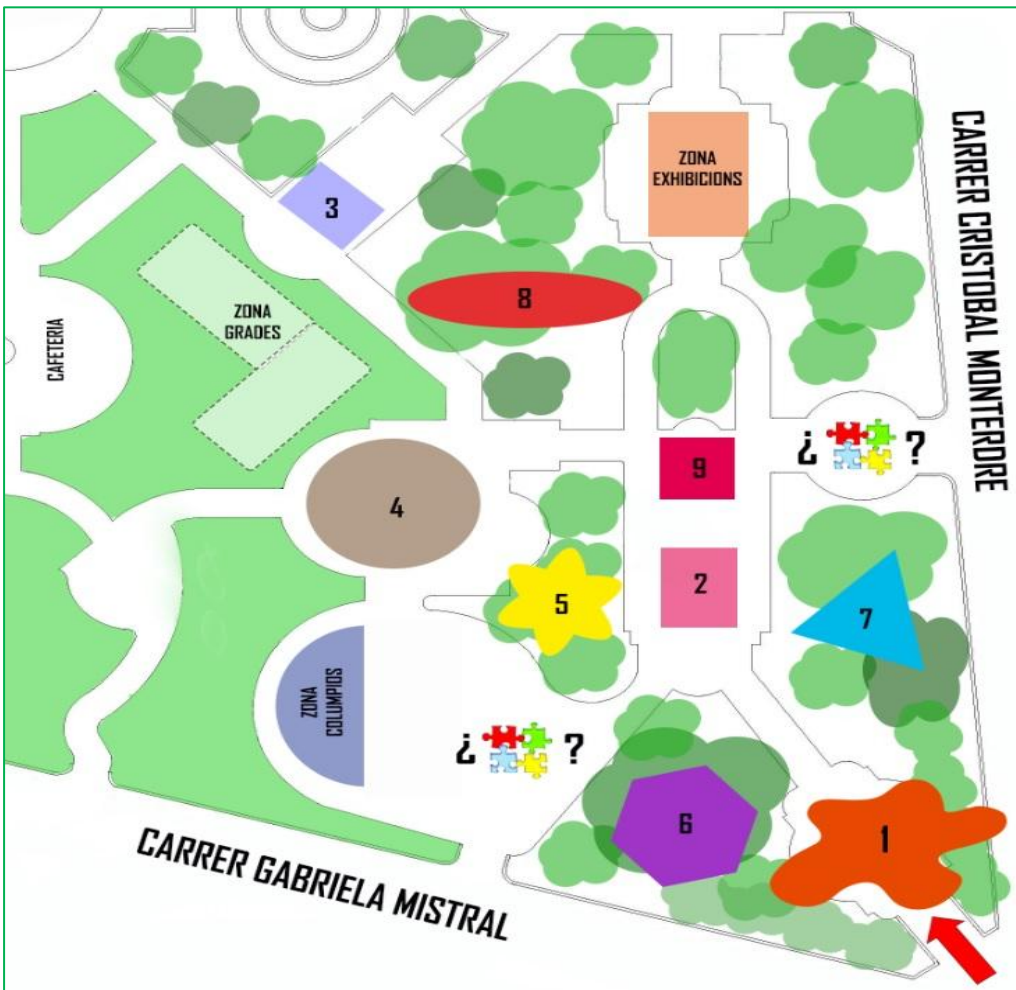 ZONA
EXHIBICIONS
CARRER CRISTOBAL MONTERDRE
3
8
ZONA
GRADES
CAFETERIA
¿ ?
9
4
2
5
7
ZONA
COLUMPIOS
¿ ?
6
1
CARRER GABRIELA MISTRAL